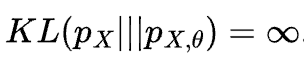 KL(p_X|||p_{X,θ}) = ∞.